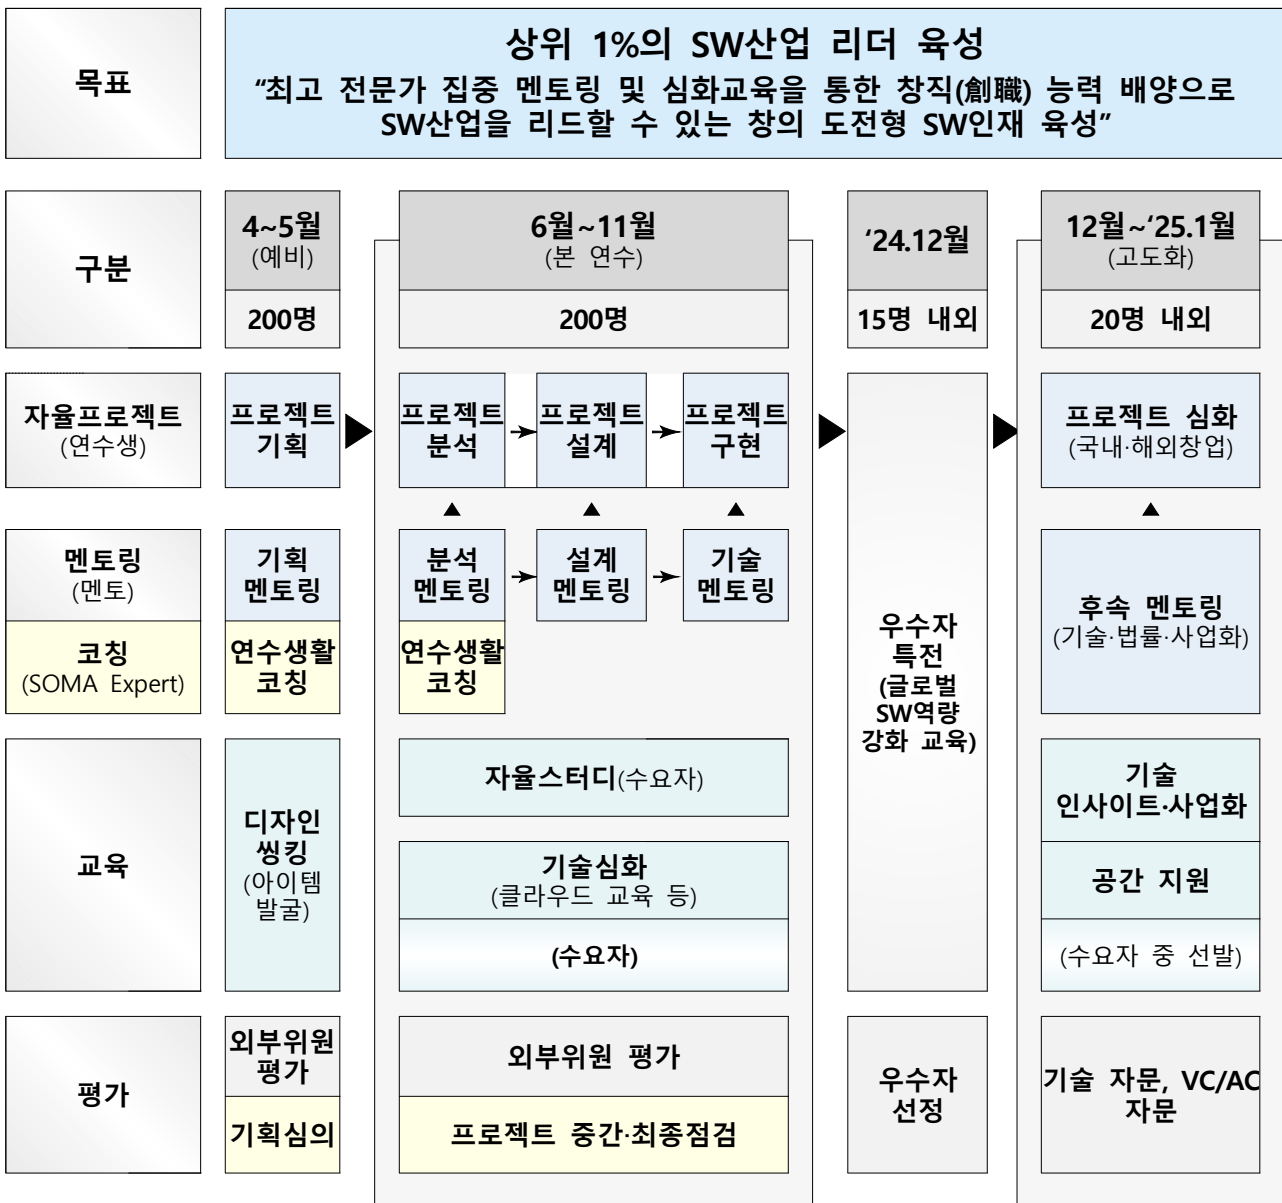 목표
상위 1%의 SW산업 리더 육성
“최고 전문가 집중 멘토링 및 심화교육을 통한 창직(創職) 능력 배양으로
SW산업을 리드할 수 있는 창의 도전형 SW인재 육성”
구분
4~5월
(예비)
200명
6월~11월
(본 연수)
200명
‘24.12월
15명 내외
12월~‘25.1월
(고도화)
20명 내외
자율프로젝트
(연수생)
프로젝트
기획
프로젝트
분석
프로젝트
설계
프로젝트
구현
프로젝트 심화
(국내·해외창업)
멘토링
(멘토)
기획
멘토링
분석
멘토링
설계
멘토링
기술
멘토링
후속 멘토링
(기술·법률·사업화)
코칭
(SOMA Expert)
연수생활
코칭
연수생활
코칭
우수자
특전
(글로벌
SW역량
강화 교육)
교육
디자인
씽킹
(아이템
발굴)
자율스터디(수요자)
기술심화
(클라우드 교육 등)
(수요자)
기술
인사이트·사업화
공간 지원
(수요자 중 선발)
평가
외부위원
평가
기획심의
외부위원 평가
프로젝트 중간·최종점검
우수자
선정
기술 자문, VC/AC
자문